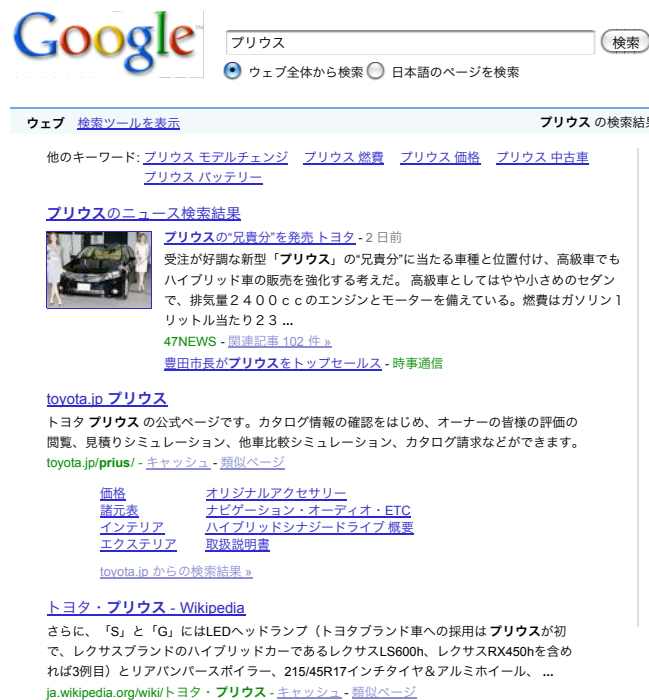 Google
プリウス
検索
ウェブ全体から検索 日本語のページを検索
ウェブ 検索ツールを表示
プリウス の検索結果
他のキーワード: プリウス モデルチェンジ プリウス 燃費 プリウス 価格 プリウス 中古車
プリウス バッテリー
プリウスのニュース検索結果
プリウスの“兄貴分”を発売 トヨタ - 2 日前
受注が好調な新型「プリウス」の“兄貴分”に当たる車種と位置付け、高級車でも
ハイブリッド車の販売を強化する考えだ。 高級車としてはやや小さめのセダン
で、排気量２４００ｃｃのエンジンとモーターを備えている。燃費はガソリン１
リットル当たり２３ ...
47NEWS - 関連記事 102 件 »
豊田市長がプリウスをトップセールス - 時事通信
toyota.jp プリウス
トヨタ プリウス の公式ページです。カタログ情報の確認をはじめ、オーナーの皆様の評価の
閲覧、見積りシミュレーション、他車比較シミュレーション、カタログ請求などができます。
toyota.jp/prius/ - キャッシュ - 類似ページ
価格 オリジナルアクセサリー
諸元表 ナビゲーション・オーディオ・ETC
インテリア ハイブリッドシナジードライブ 概要
エクステリア 取扱説明書
toyota.jp からの検索結果 »
トヨタ・プリウス - Wikipedia
さらに、「S」と「G」にはLEDヘッドランプ（トヨタブランド車への採用は プリウスが初
で、レクサスブランドのハイブリッドカーであるレクサスLS600h、レクサスRX450hを含め
れば3例目）とリアバンパースポイラー、215/45R17インチタイヤ＆アルミホイール、 ...
ja.wikipedia.org/wiki/トヨタ・プリウス - キャッシュ - 類似ページ